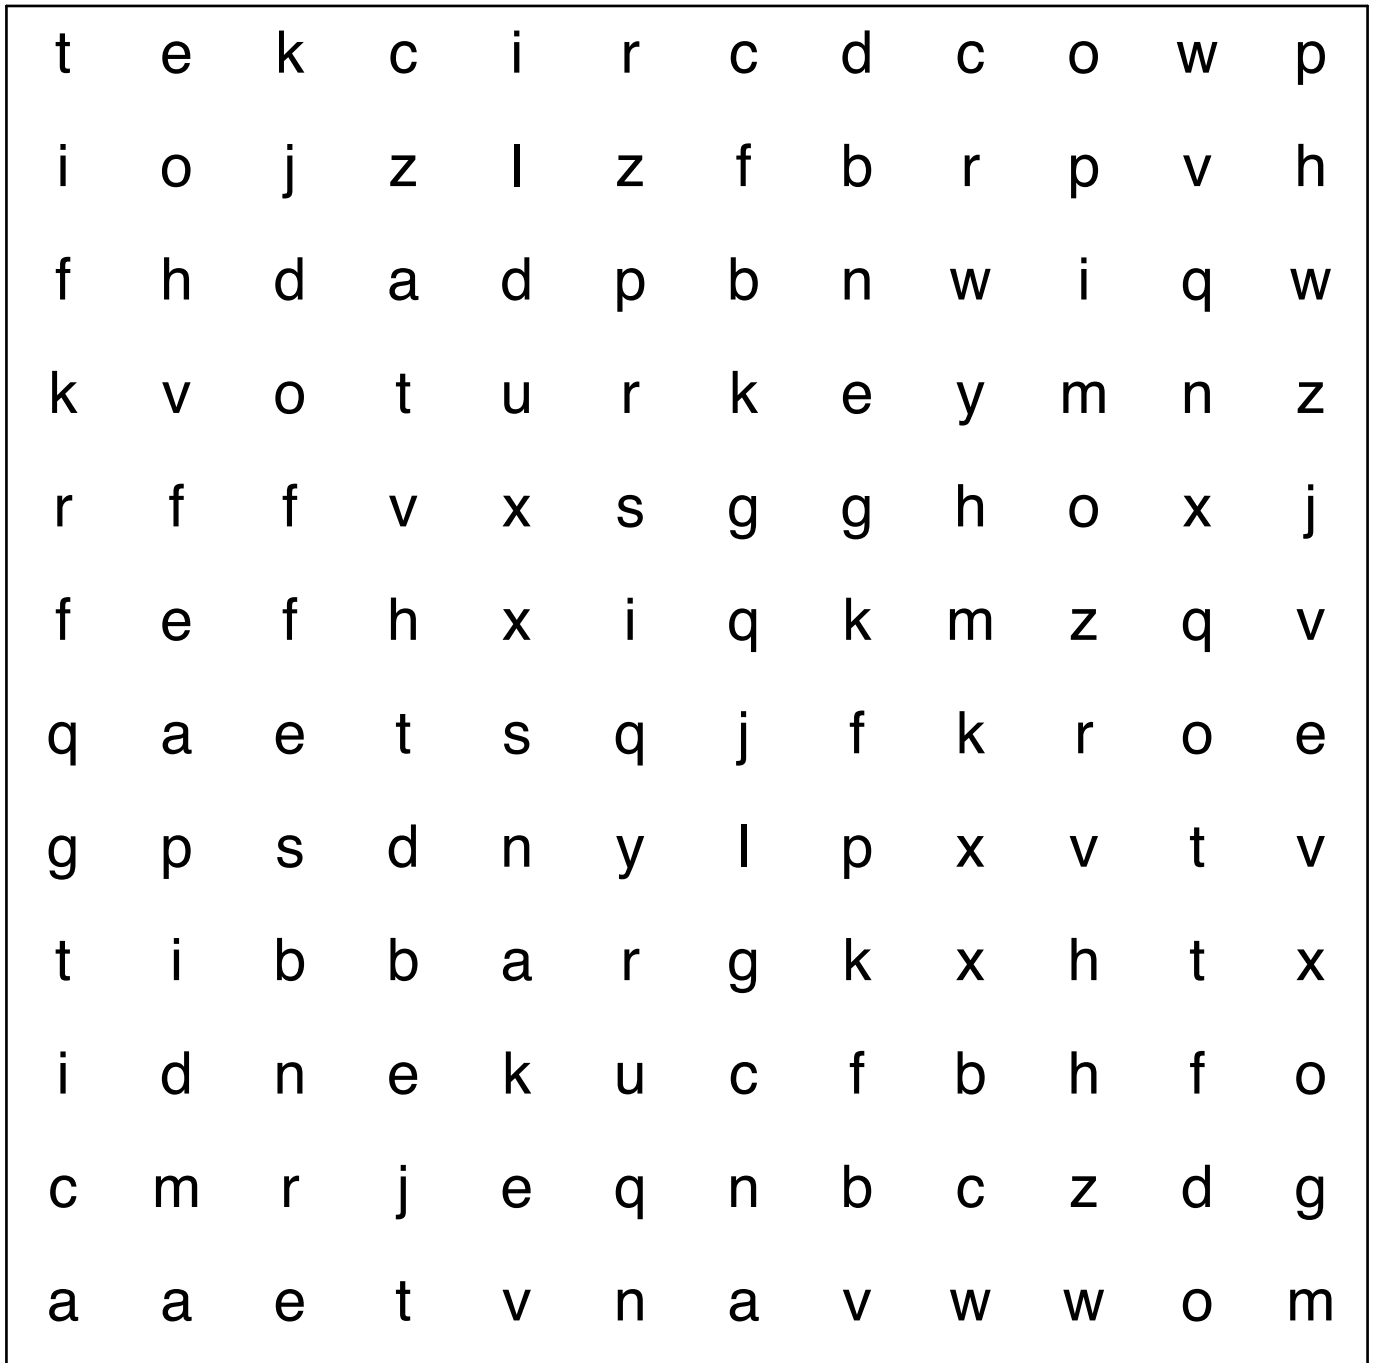 t e k c i r c d c o w p
i o j z l z f b r p v h
f h d a d p b n w i q w
k v o t u r k e y m n z
r f f v x s g g h o x j
f e f h x i q k m z q v
q a e t s q j f k r o e
g p s d n y l p x v t v
t i b b a r g k x h t x
i d n e k u c f b h f o
c m r j e q n b c z d g
a a e t v n a v w w o m